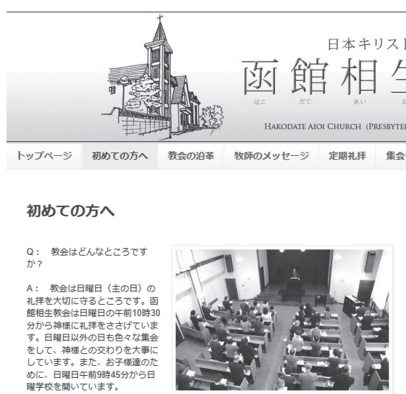 日本キリスト
函館相生
はこ だて あい
HAKODATE AIOI CHURCH (PRESBYTE
トップページ 初めての方へ 教会の沿革 牧師のメッセージ 定期礼拝 集会
初めての方へ
Q： 教会はどんなところです
か？
A： 教会は日曜日（主の日）の
礼拝を大切に守るところです。函
館相生教会は日曜日の午前10時30
分から神様に礼拝をささげていま
す。日曜日以外の日も色々な集会
をして、神様との交わりを大事に
しています。また、お子様達のた
めに、日曜日午前9時45分から日
曜学校を開いています。